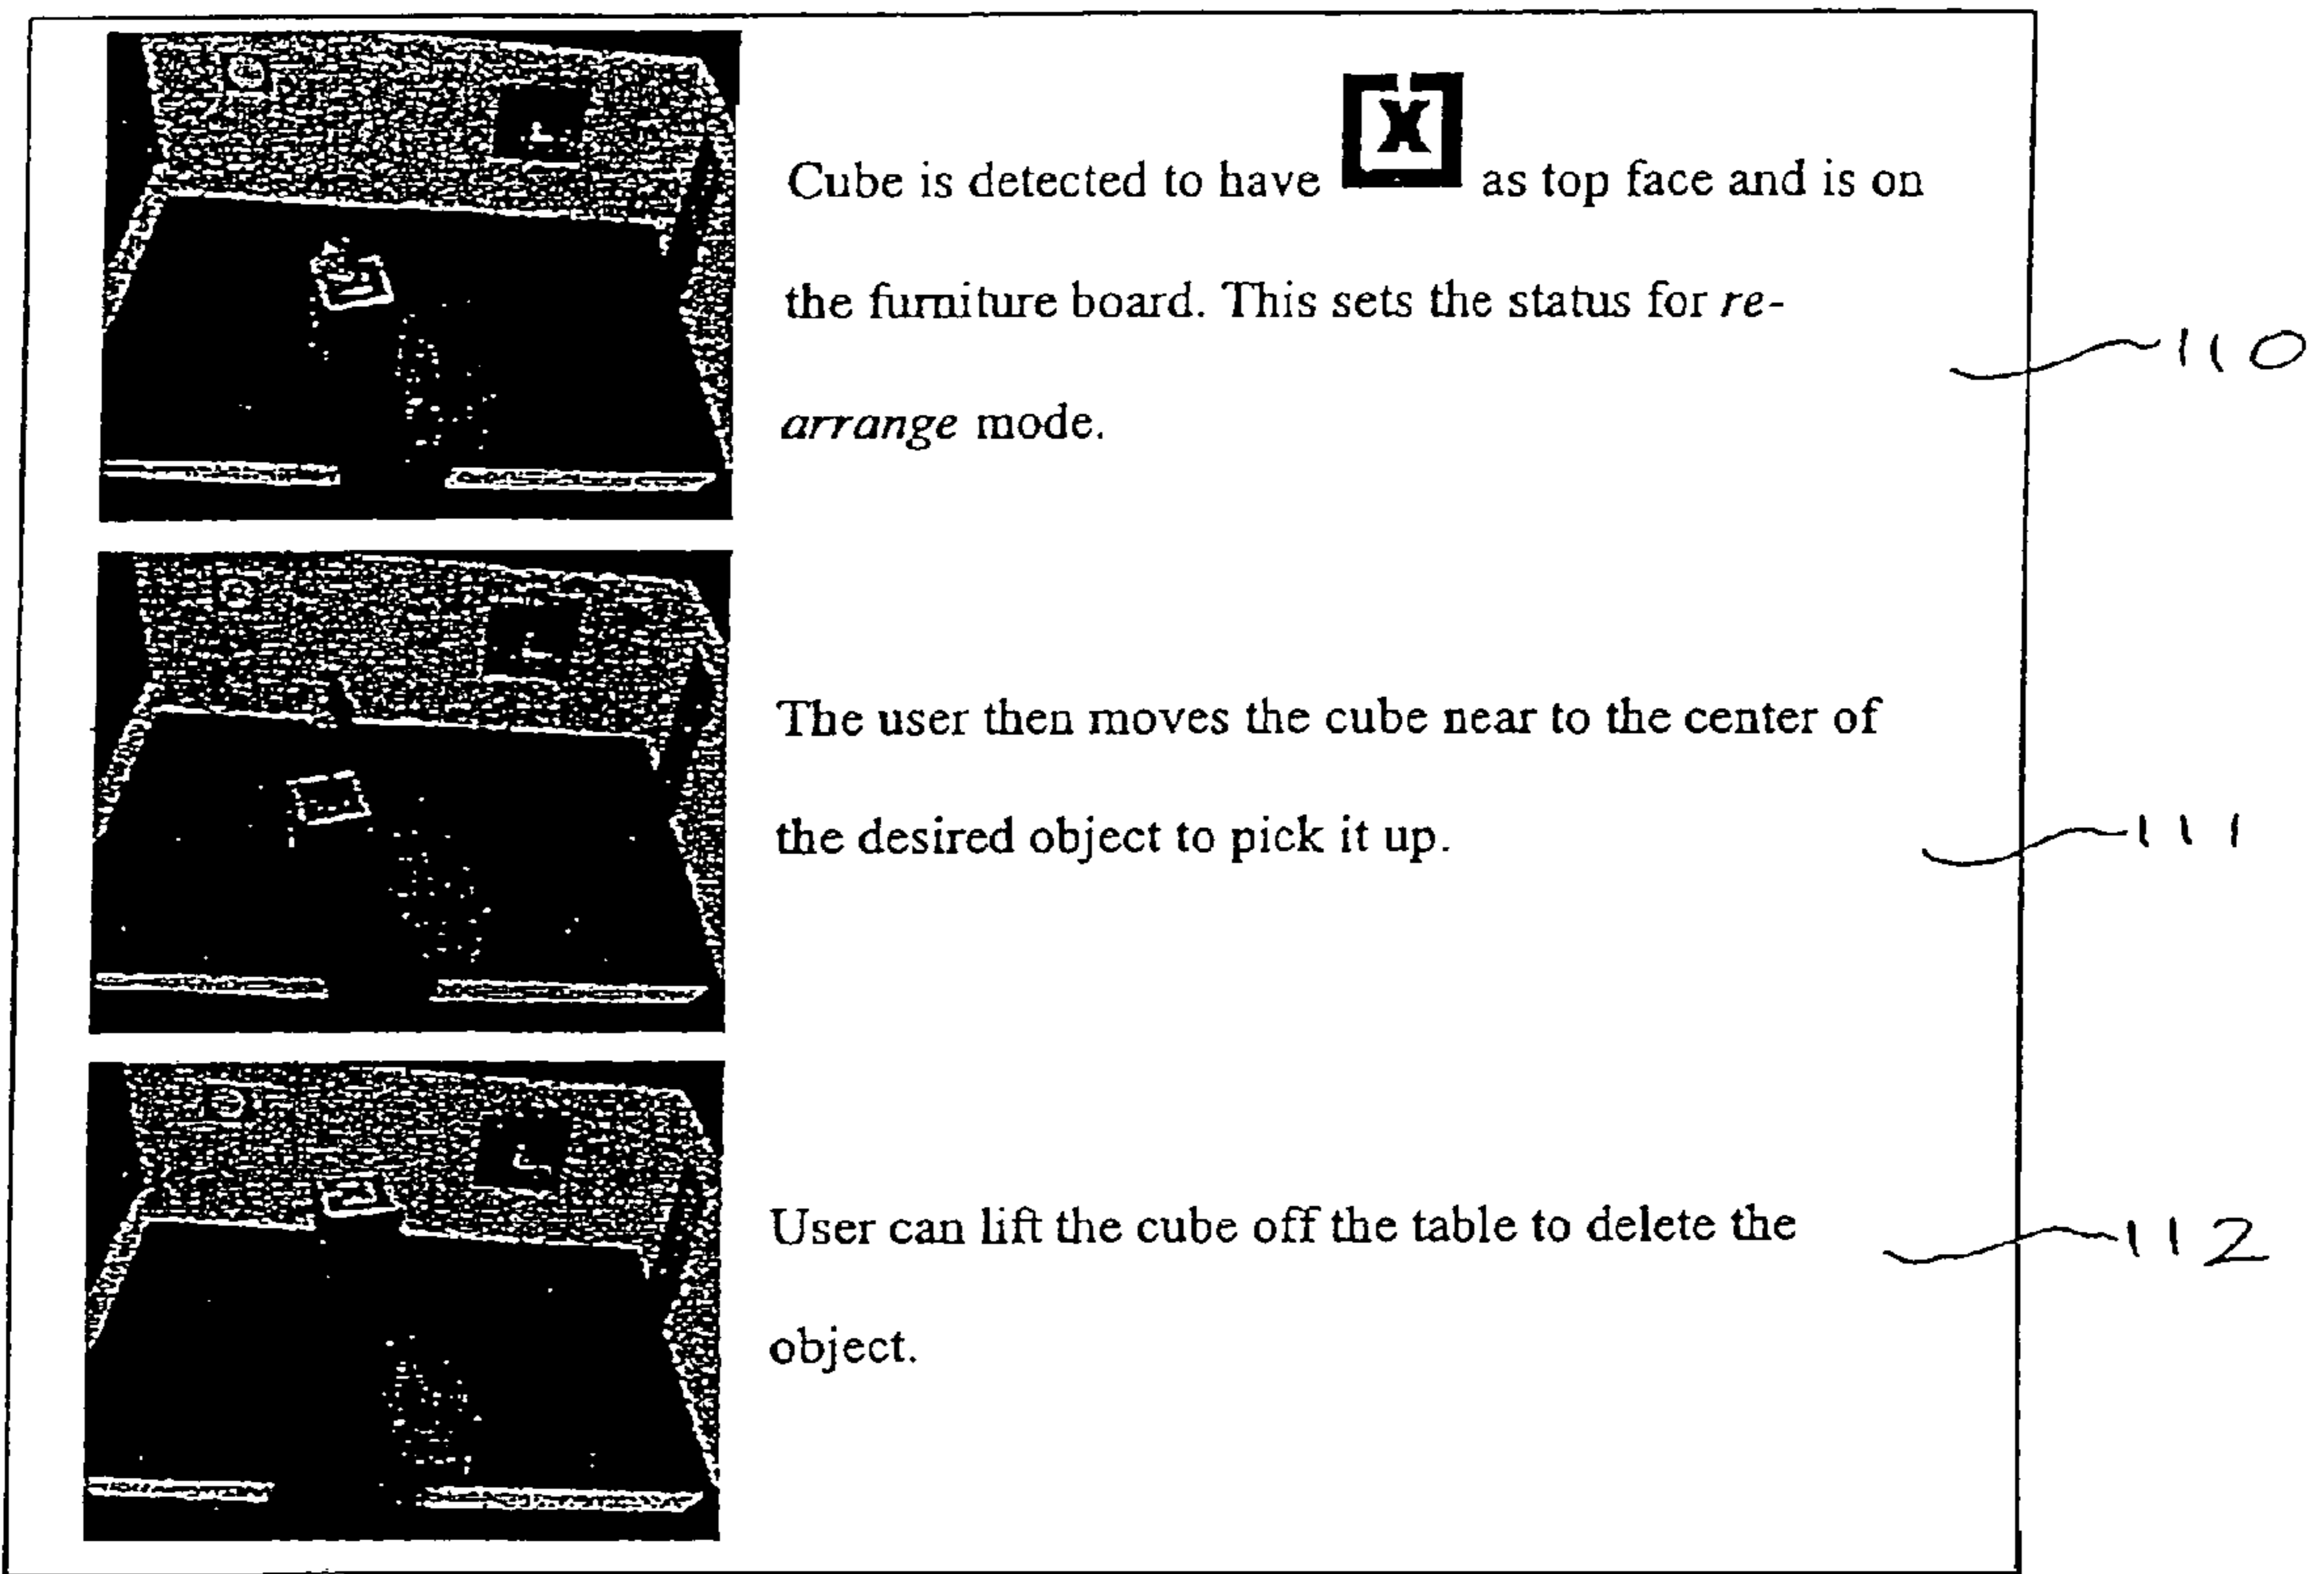 Cube is detected to have X as top face and is on
the furniture board. This sets the status for re-
arrange mode.
110
The user then moves the cube near to the center of
the desired object to pick it up.
111
User can lift the cube off the table to delete the
object.
112